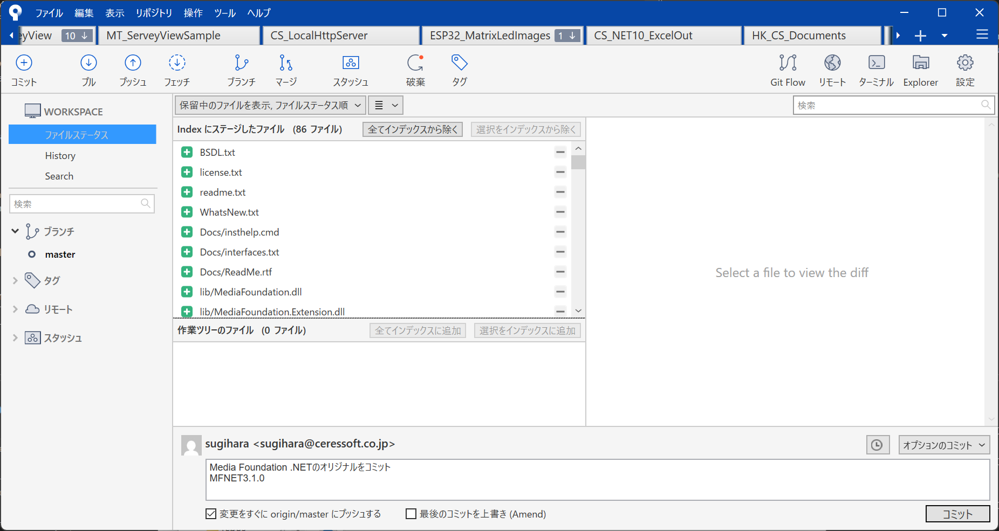 ファイル 編集 表示 リポジトリ 操作 ツール ヘルプ
eyView 10 ↓ MT_ServeyViewSample CS_LocalHttpServer ESP32_MatrixLedImages 1 ↓ CS_NET10_ExcelOut HK_CS_Documents
コミット プル プッシュ フェッチ ブランチ マージ スタッシュ 破棄 タグ Git Flow リモート ターミナル Explorer 設定
WORKSPACE
ファイルステータス
History
Search
検索
ブランチ
master
タグ
リモート
スタッシュ
保留中のファイルを表示, ファイルステータス順
検索
Index にステージしたファイル (86 ファイル) 全てインデックスから除く 選択をインデックスから除く
BSDL.txt
license.txt
readme.txt
WhatsNew.txt
Docs/insthelp.cmd
Docs/interfaces.txt
Docs/ReadMe.rtf
lib/MediaFoundation.dll
lib/MediaFoundation.Extension.dll
作業ツリーのファイル (0 ファイル) 全てインデックスに追加 選択をインデックスに追加
Select a file to view the diff
sugihara <sugihara@ceressoft.co.jp>
オプションのコミット
Media Foundation .NETのオリジナルをコミット
MFNET3.1.0
変更をすぐに origin/master にプッシュする 最後のコミットを上書き (Amend)
コミット